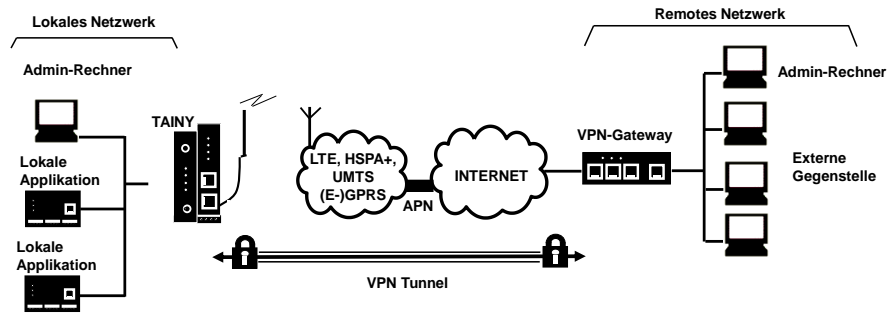 Lokales Netzwerk
Remotes Netzwerk
Admin-Rechner
Admin-Rechner
TAINY
VPN-Gateway
Lokale
Applikation
LTE, HSPA+,
UMTS
(E-)GPRS
APN
INTERNET
Externe
Gegenstelle
Lokale
Applikation
VPN Tunnel